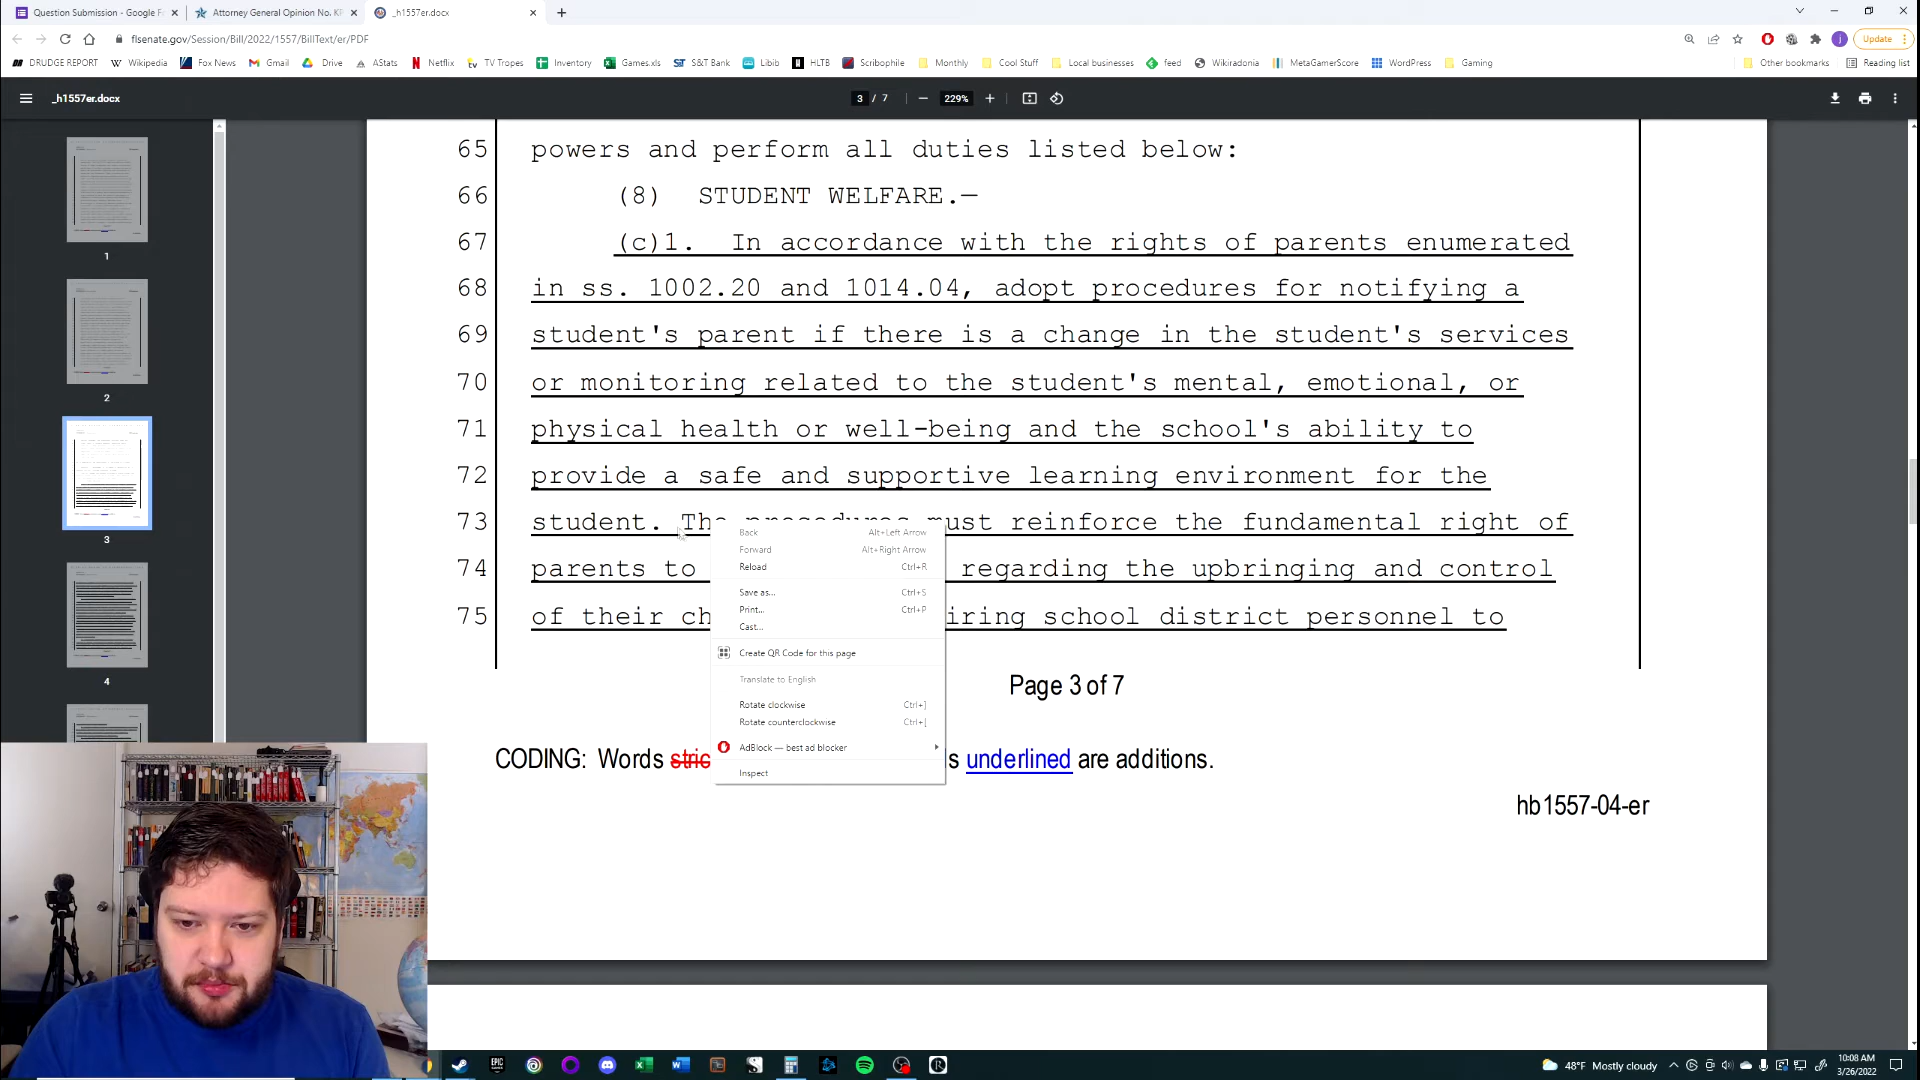 Question Submission - Google F
Attorney General Opinion No. K
_h1557er.docx
flsenate.gov/Session/Bill/2022/1557/BillText/er/PDF
Update
DRUDGE REPORT
Wikipedia
Fox News
Gmail
Drive
AStats
Netflix
TV Tropes
Inventory
Games.xls
S&T Bank
Libib
HLTB
Scribophile
Monthly
Cool Stuff
Local businesses
feed
Wikiradonia
MetaGamerScore
WordPress
Gaming
Other bookmarks
Reading list
_h1557er.docx
3 / 7
229%
1
2
3
4
65 powers and perform all duties listed below:
66 (8) STUDENT WELFARE.—
67 (c)1. In accordance with the rights of parents enumerated
68 in ss. 1002.20 and 1014.04, adopt procedures for notifying a
69 student's parent if there is a change in the student's services
70 or monitoring related to the student's mental, emotional, or
71 physical health or well-being and the school's ability to
72 provide a safe and supportive learning environment for the
73 student. The procedures must reinforce the fundamental right of
74 parents to regarding the upbringing and control
75 of their ch iring school district personnel to
Back Alt+Left Arrow
Forward Alt+Right Arrow
Reload Ctrl+R
Save as... Ctrl+S
Print... Ctrl+P
Cast...
Create QR Code for this page
Translate to English
Rotate clockwise Ctrl+]
Rotate counterclockwise Ctrl+[
AdBlock — best ad blocker
Inspect
Page 3 of 7
CODING: Words stric s underlined are additions.
hb1557-04-er
48°F Mostly cloudy
10:08 AM
3/26/2022